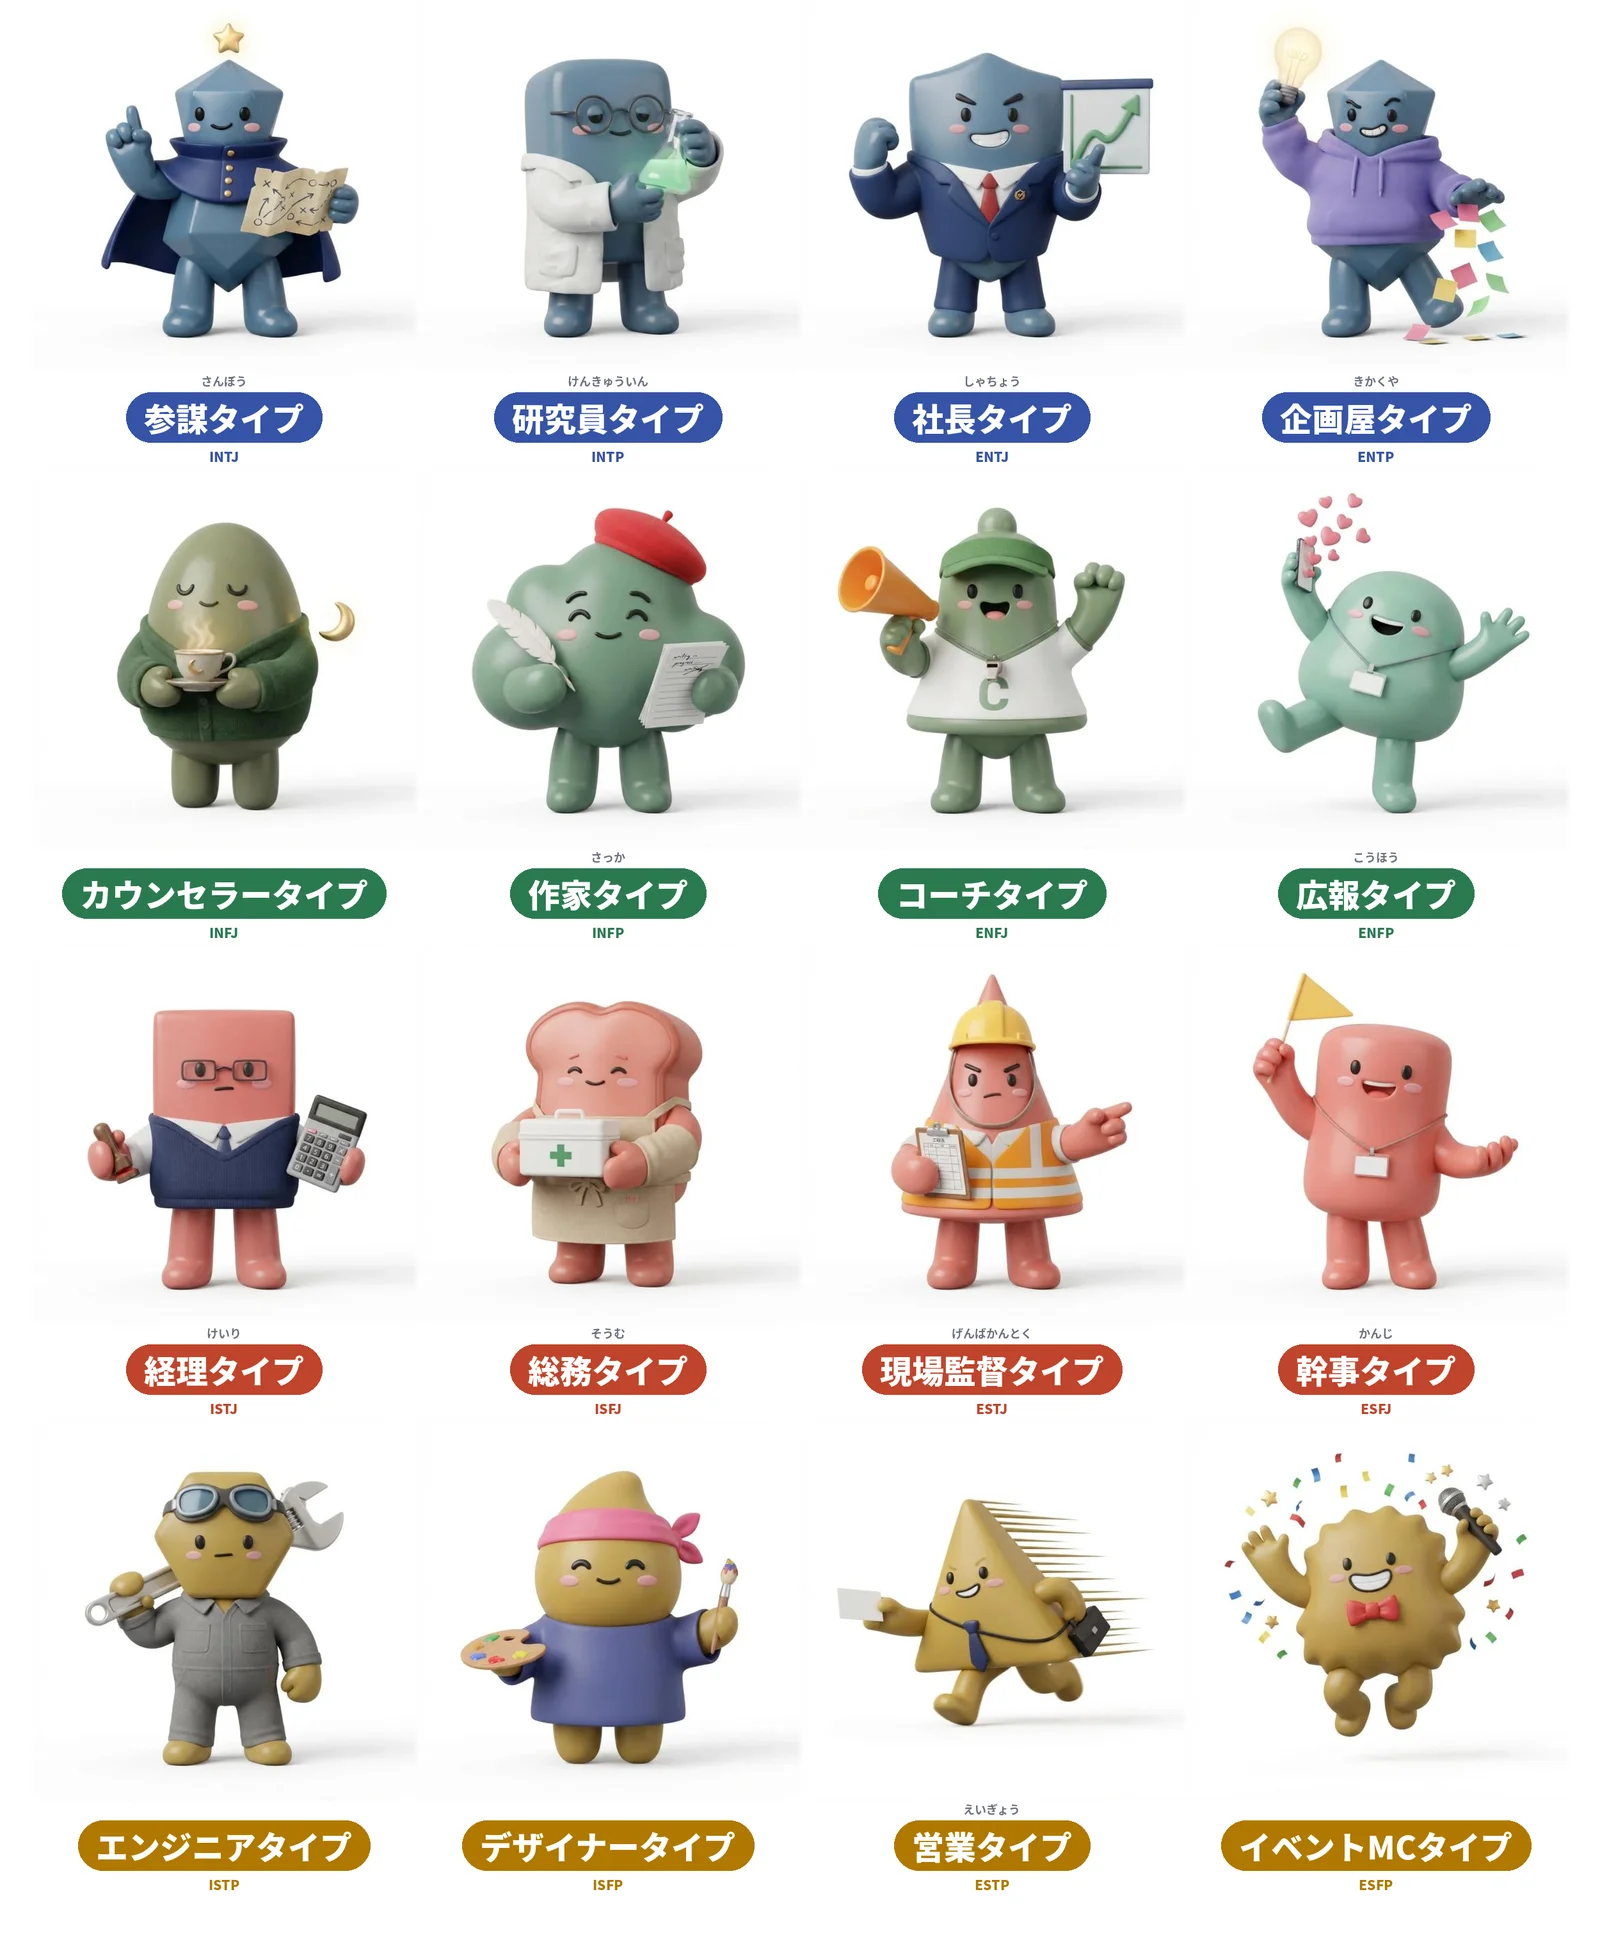 さんぼう
参謀タイプ
INTJ
けんきゅういん
研究員タイプ
INTP
しゃちょう
社長タイプ
ENTJ
きかくや
企画屋タイプ
ENTP
カウンセラータイプ
INFJ
さっか
作家タイプ
INFP
C
コーチタイプ
ENFJ
こうほう
広報タイプ
ENFP
けいり
経理タイプ
ISTJ
そうむ
総務タイプ
ISFJ
げんばかんとく
現場監督タイプ
ESTJ
かんじ
幹事タイプ
ESFJ
エンジニアタイプ
ISTP
デザイナータイプ
ISFP
えいぎょう
営業タイプ
ESTP
イベントMCタイプ
ESFP